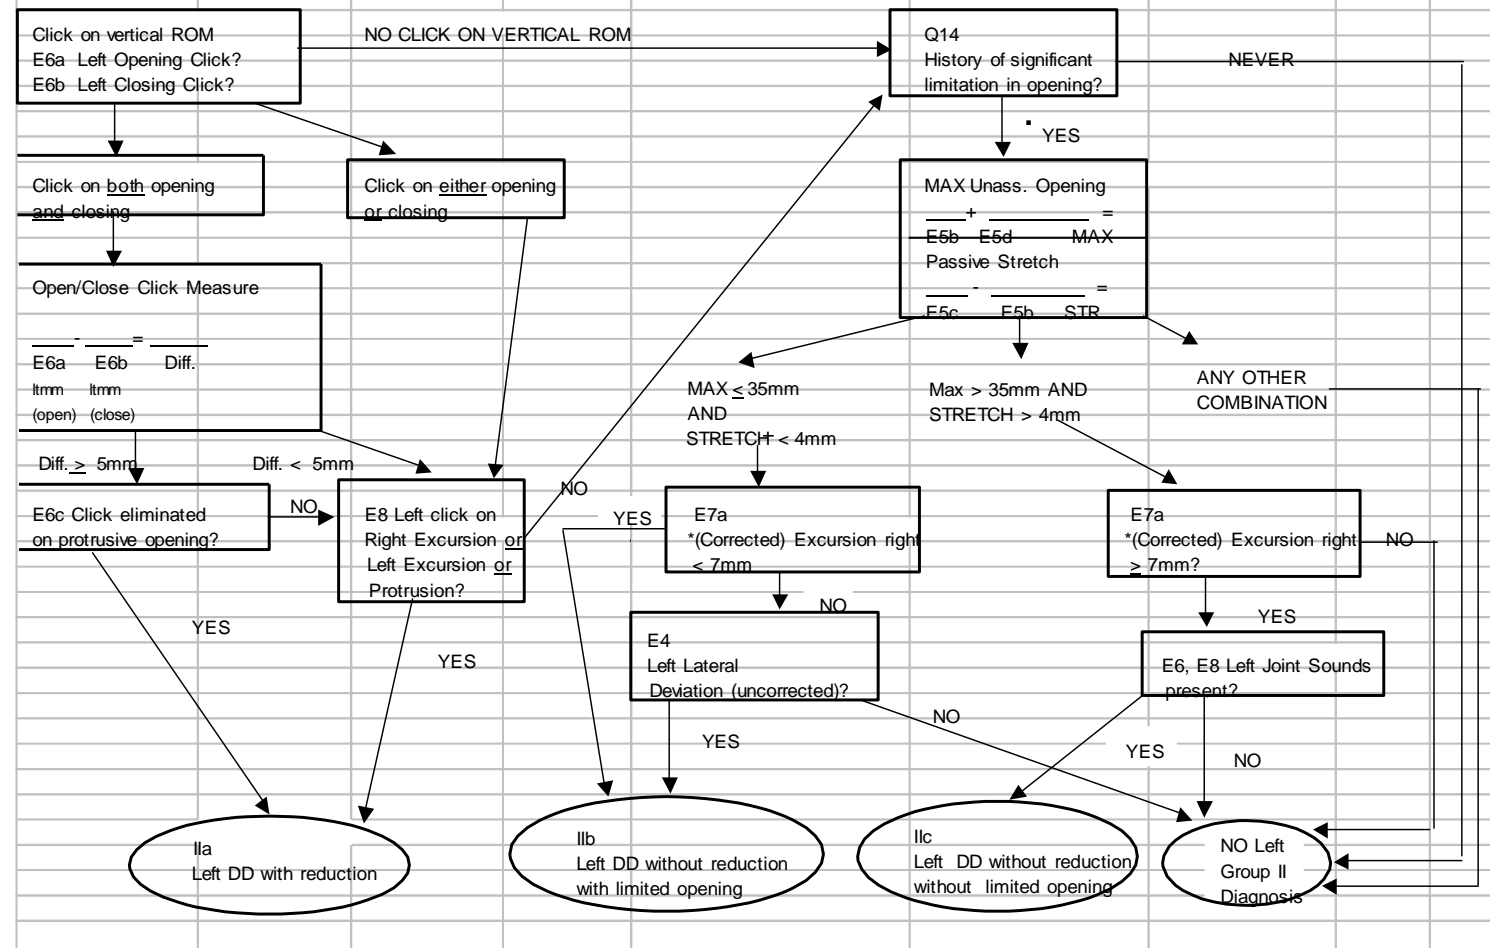 Click on vertical ROM
E6a Left Opening Click?
E6b Left Closing Click?
NO CLICK ON VERTICAL ROM
Q14
History of significant
limitation in opening?
NEVER
YES
Click on both opening
and closing
Click on either opening
or closing
MAX Unass. Opening
____+ __________ =
E5b E5d MAX
Passive Stretch
____ - __________ =
E5c E5b STR
Open/Close Click Measure
____- _____= ______
E6a E6b Diff.
ltmm ltmm
(open) (close)
MAX ≤ 35mm
AND
STRETCH < 4mm
Max > 35mm AND
STRETCH > 4mm
ANY OTHER
COMBINATION
Diff. ≥ 5mm
Diff. < 5mm
E6c Click eliminated
on protrusive opening?
NO
E8 Left click on
Right Excursion or
Left Excursion or
Protrusion?
NO
YES
E7a
*(Corrected) Excursion right
< 7mm
E7a
*(Corrected) Excursion right
≥ 7mm?
NO
NO
YES
YES
YES
E4
Left Lateral
Deviation (uncorrected)?
E6, E8 Left Joint Sounds
present?
NO
YES
YES
NO
IIa
Left DD with reduction
IIb
Left DD without reduction
with limited opening
IIc
Left DD without reduction
without limited opening
NO Left
Group II
Diagnosis